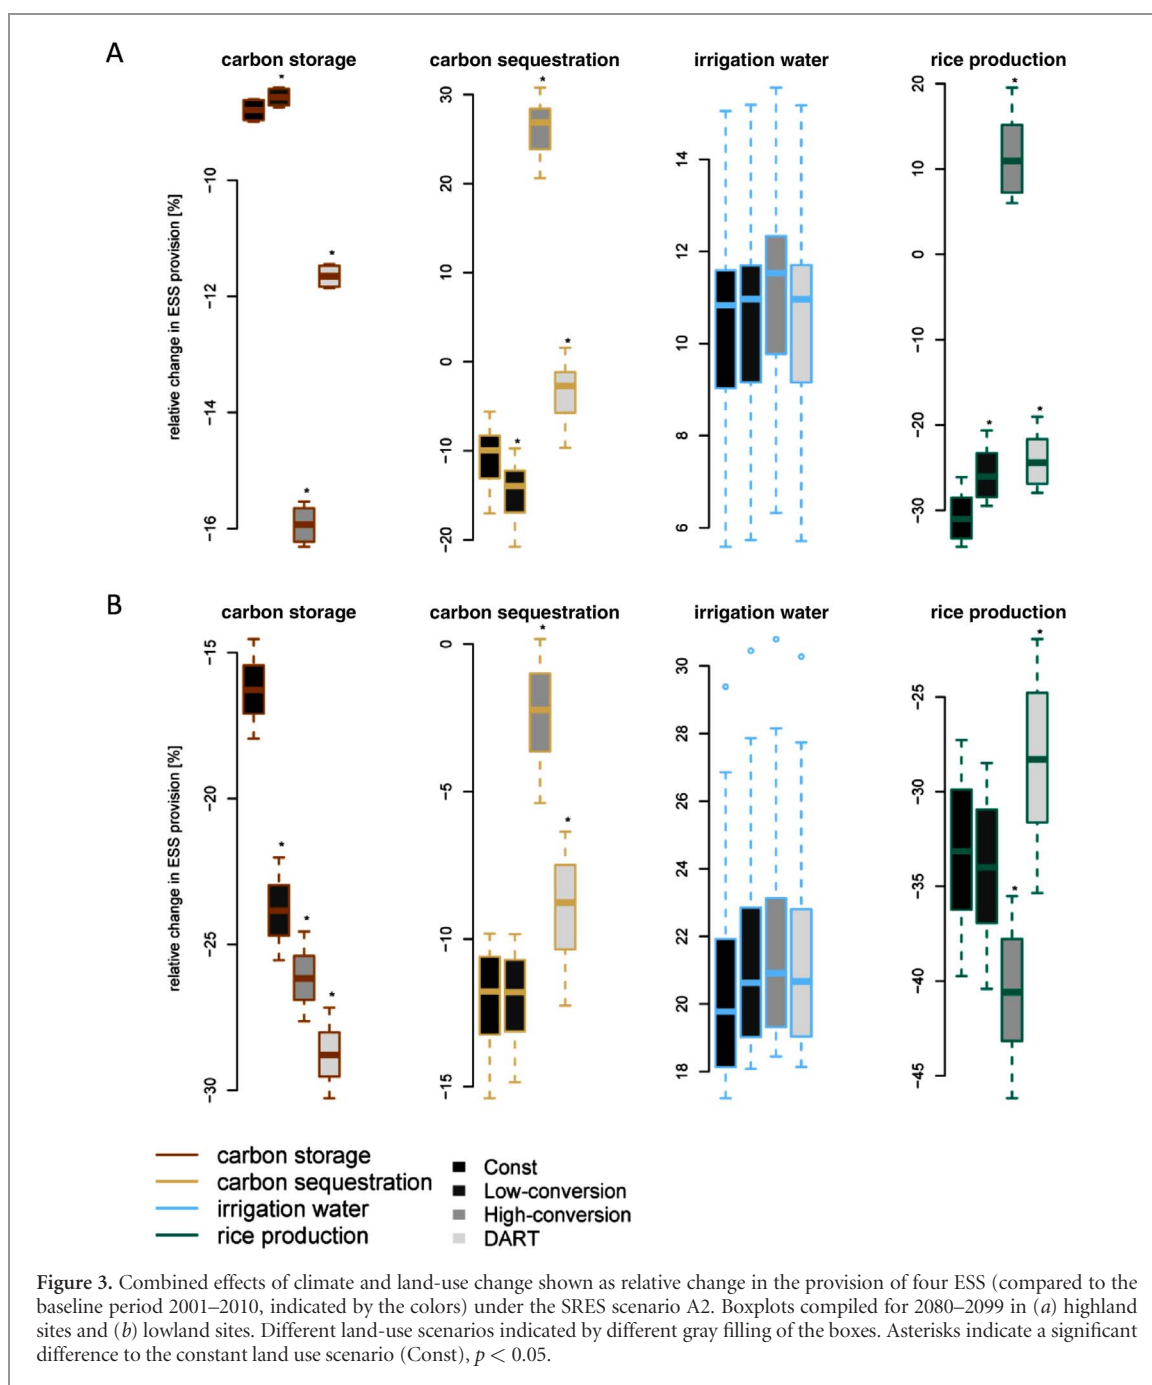 A
carbon storage
carbon sequestration
irrigation water
rice production
relative change in ESS provision [%]
-10
-12
-14
-16
*
*
*
30
20
10
0
-10
-20
*
*
*
14
12
10
8
6
20
10
0
-10
-20
-30
*
*
*
B
carbon storage
carbon sequestration
irrigation water
rice production
relative change in ESS provision [%]
-15
-20
-25
-30
*
*
*
0
-5
-10
-15
*
*
30
28
26
24
22
20
18
-25
-30
-35
-40
-45
*
*
carbon storage
carbon sequestration
irrigation water
rice production
Const
Low-conversion
High-conversion
DART
Figure 3. Combined effects of climate and land-use change shown as relative change in the provision of four ESS (compared to the
baseline period 2001–2010, indicated by the colors) under the SRES scenario A2. Boxplots compiled for 2080–2099 in (a) highland
sites and (b) lowland sites. Different land-use scenarios indicated by different gray filling of the boxes. Asterisks indicate a significant
difference to the constant land use scenario (Const), p < 0.05.